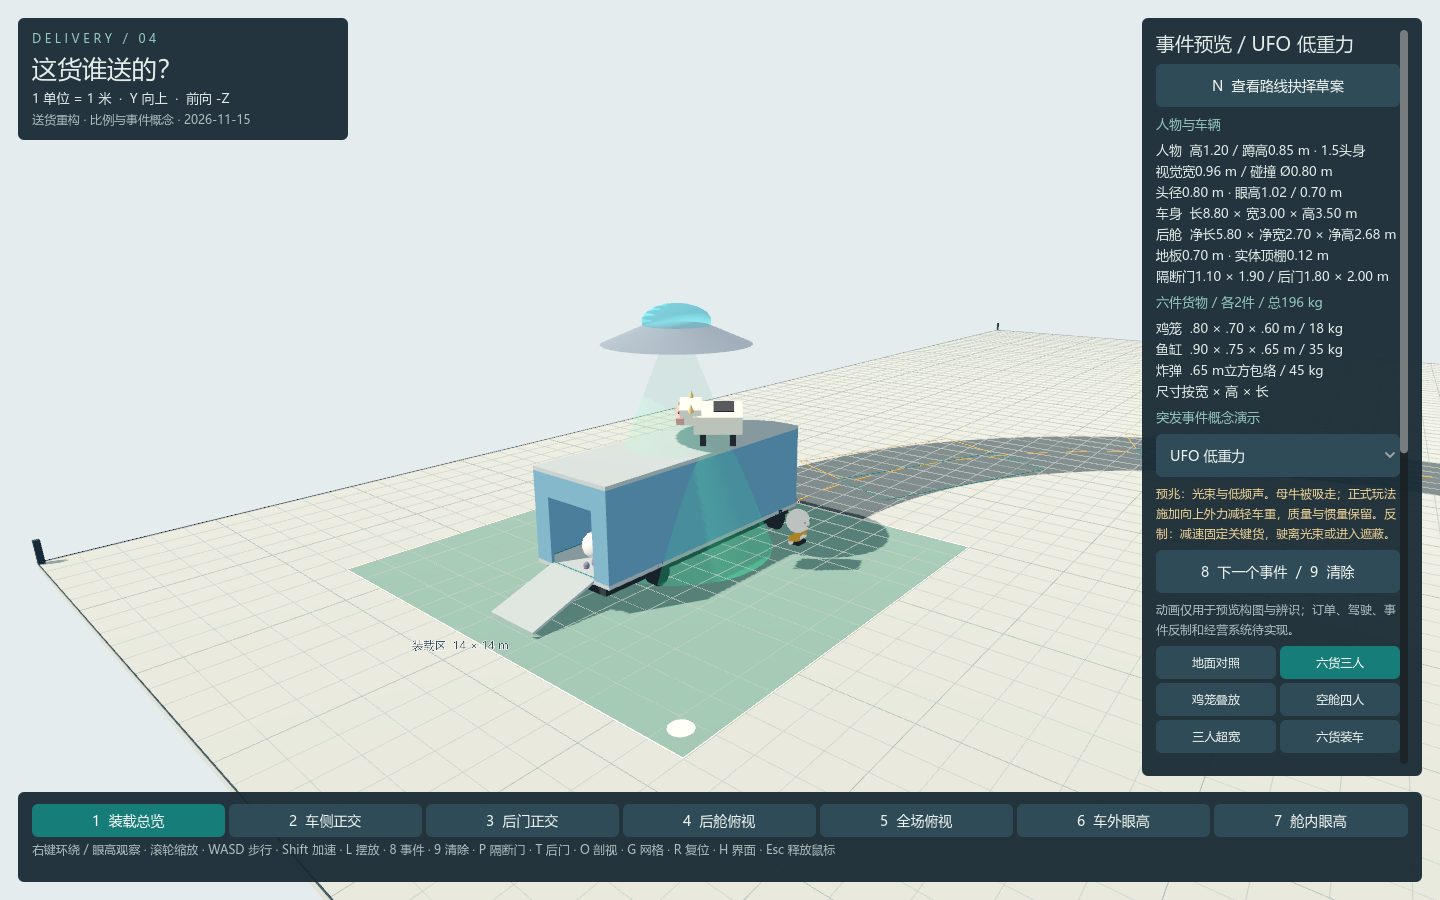 DELIVERY / 04
这货谁送的?
1 单位 = 1 米 · Y 向上 · 前向 -Z
送货重构 · 比例与事件概念 · 2026-11-15
事件预览 / UFO 低重力
N 查看路线抉择草案
人物与车辆
人物 高1.20 / 蹲高0.85 m · 1.5头身
视觉宽0.96 m / 碰撞 Ø0.80 m
头径0.80 m · 眼高1.02 / 0.70 m
车身 长8.80 × 宽3.00 × 高3.50 m
后舱 净长5.80 × 净宽2.70 × 净高2.68 m
地板0.70 m · 实体顶棚0.12 m
隔断门1.10 × 1.90 / 后门1.80 × 2.00 m
六件货物 / 各2件 / 总196 kg
鸡笼 .80 × .70 × .60 m / 18 kg
鱼缸 .90 × .75 × .65 m / 35 kg
炸弹 .65 m立方包络 / 45 kg
尺寸按宽 × 高 × 长
突发事件概念演示
UFO 低重力
预兆：光束与低频声。母牛被吸走；正式玩法
施加向上外力减轻车重，质量与惯量保留。反
制：减速固定关键货，驶离光束或进入遮蔽。
8 下一个事件 / 9 清除
动画仅用于预览构图与辨识；订单、驾驶、事
件反制和经营系统待实现。
地面对照
六货三人
鸡笼叠放
空舱四人
三人超宽
六货装车
装载区 14 × 14 m
1 装载总览
2 车侧正交
3 后门正交
4 后舱俯视
5 全场俯视
6 车外眼高
7 舱内眼高
右键环绕 / 眼高观察 · 滚轮缩放 · WASD 步行 · Shift 加速 · L 摆放 · 8 事件 · 9 清除 · P 隔断门 · T 后门 · O 剖视 · G 网格 · R 复位 · H 界面 · Esc 释放鼠标